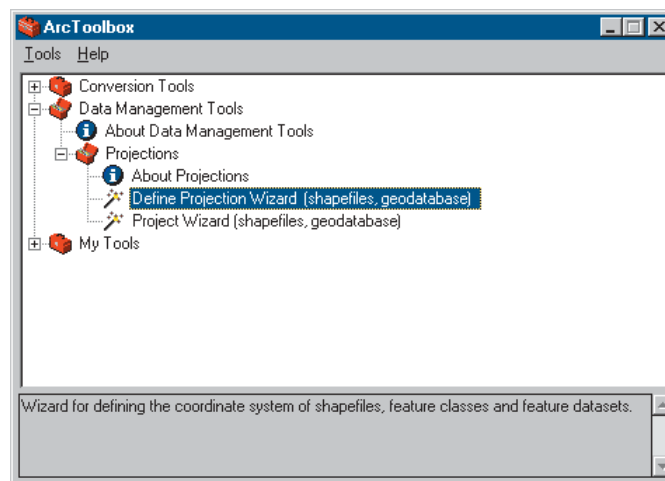 ArcToolbox
Tools Help
Conversion Tools
Data Management Tools
About Data Management Tools
Projections
About Projections
Define Projection Wizard (shapefiles, geodatabase)
Project Wizard (shapefiles, geodatabase)
My Tools
Wizard for defining the coordinate system of shapefiles, feature classes and feature datasets.